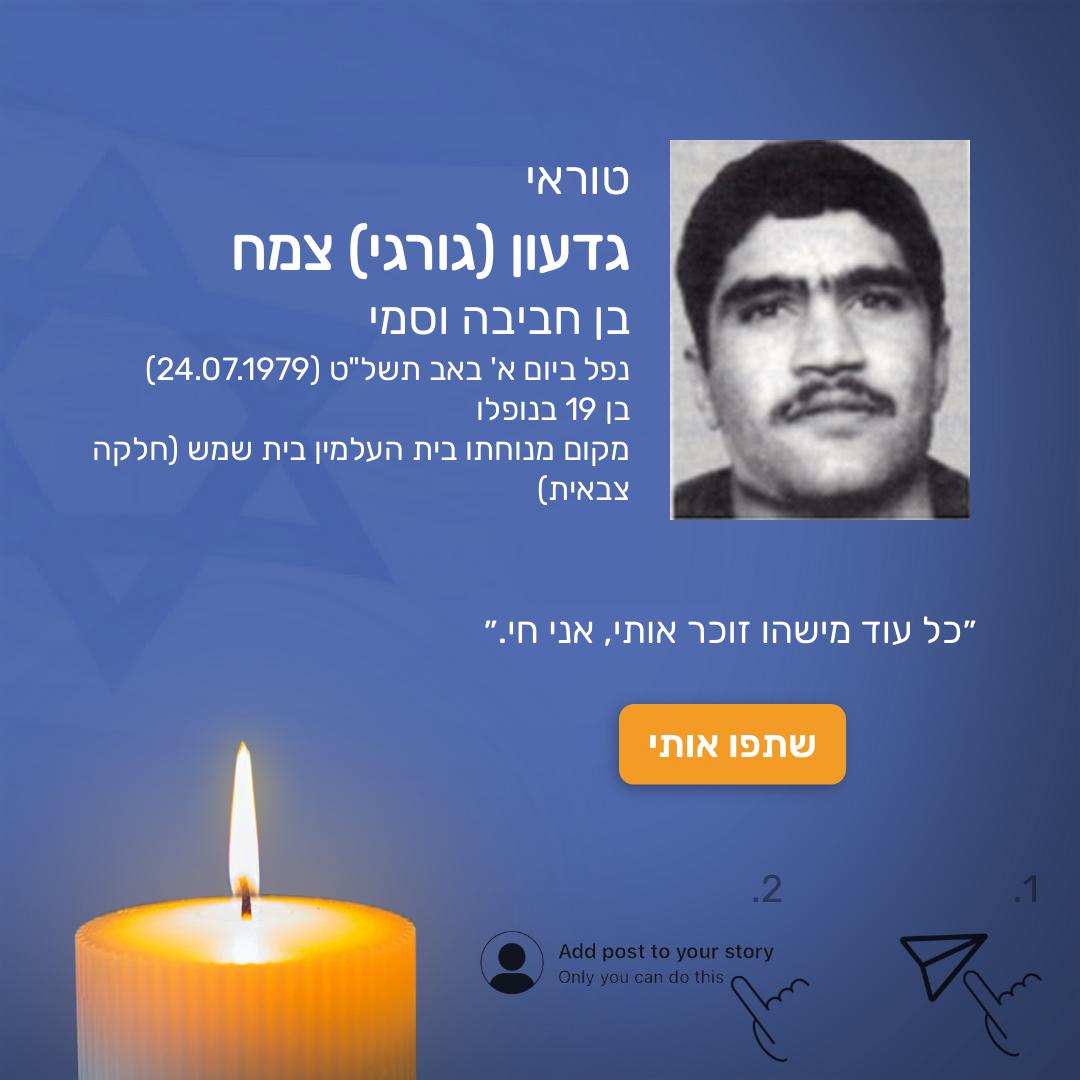 טוראי
גדעון (גורגי) צמח
בן חביבה וסמי
נפל ביום א' באב תשל"ט (24.07.1979)
בן 19 בנופלו
מקום מנוחתו בית העלמין בית שמש (חלקה
צבאית)
״כל עוד מישהו זוכר אותי, אני חי.״
שתפו אותי
1.
2.
Add post to your story
Only you can do this